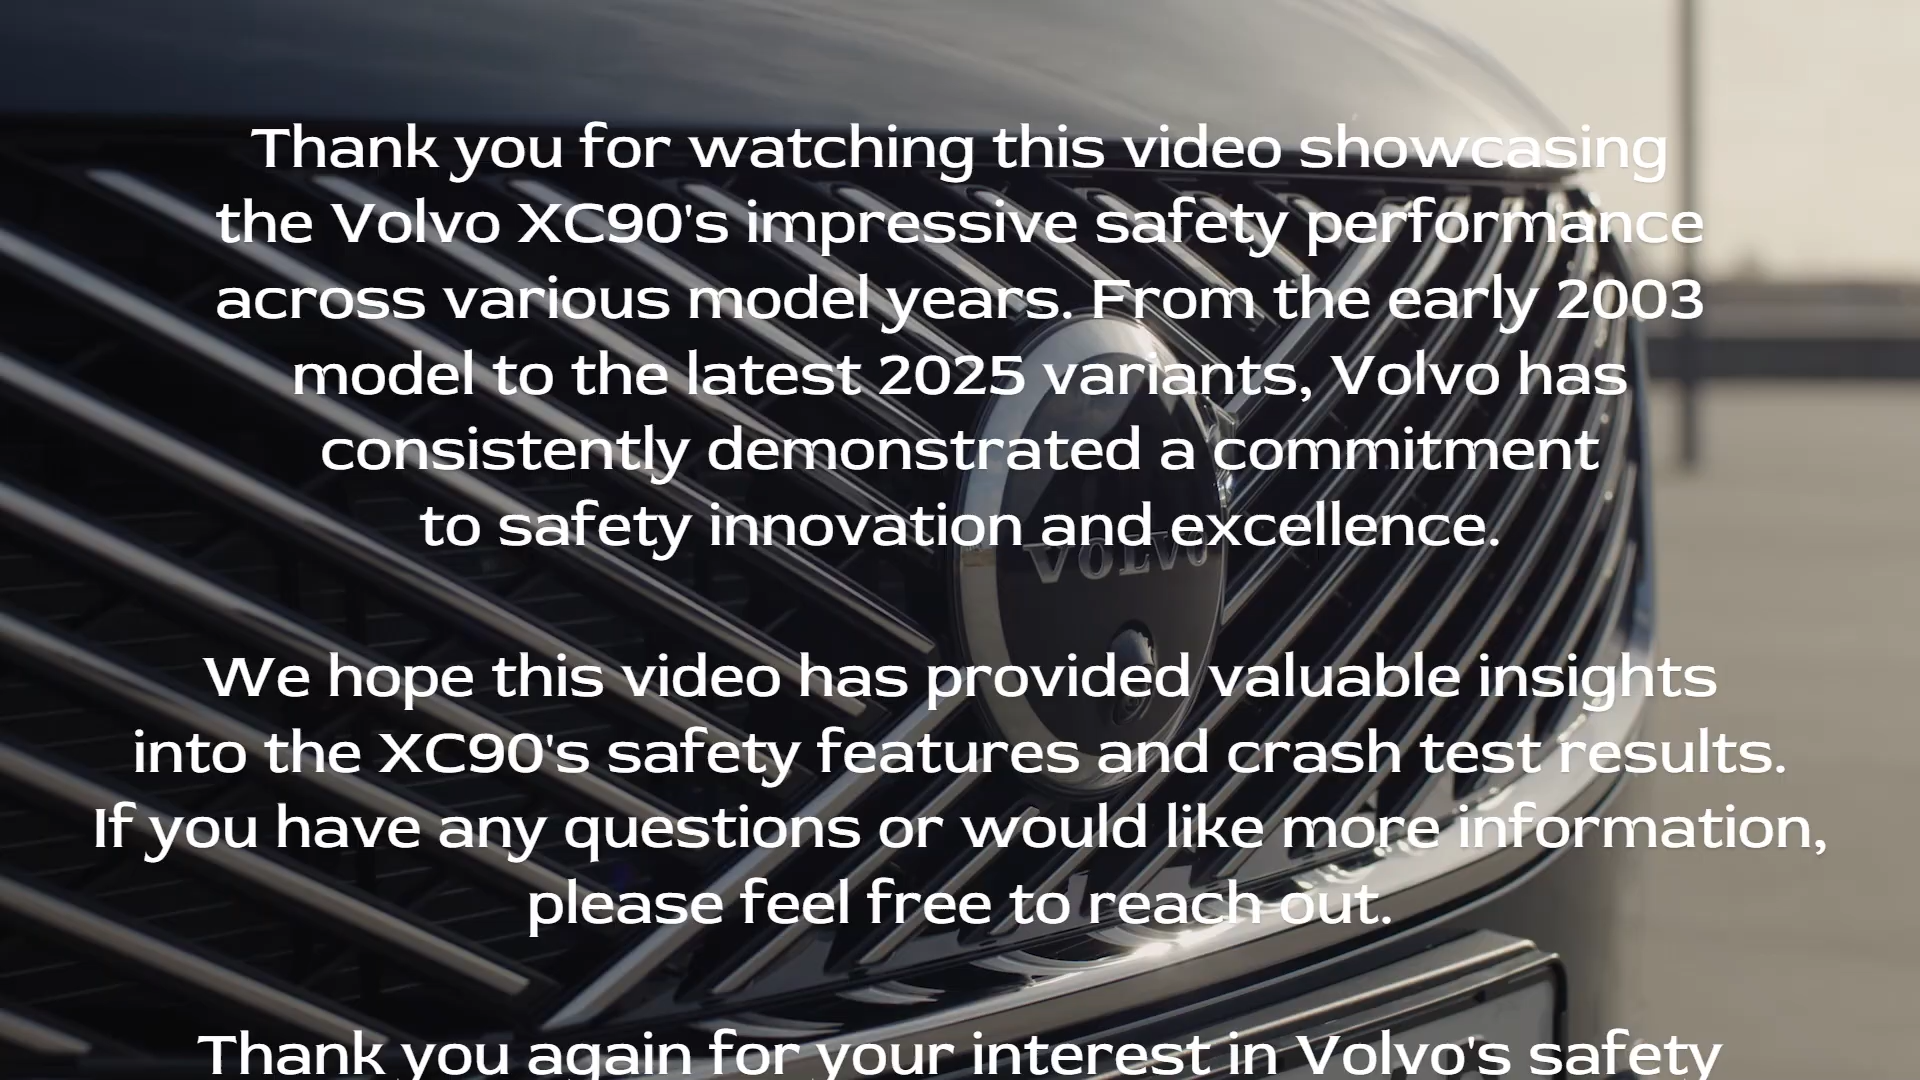 Thank you for watching this video showcasing
the Volvo XC90's impressive safety performance
across various model years. From the early 2003
model to the latest 2025 variants, Volvo has
consistently demonstrated a commitment
to safety innovation and excellence.
VOLVO
We hope this video has provided valuable insights
into the XC90's safety features and crash test results.
If you have any questions or would like more information,
please feel free to reach out.
Thank you again for your interest in Volvo's safety